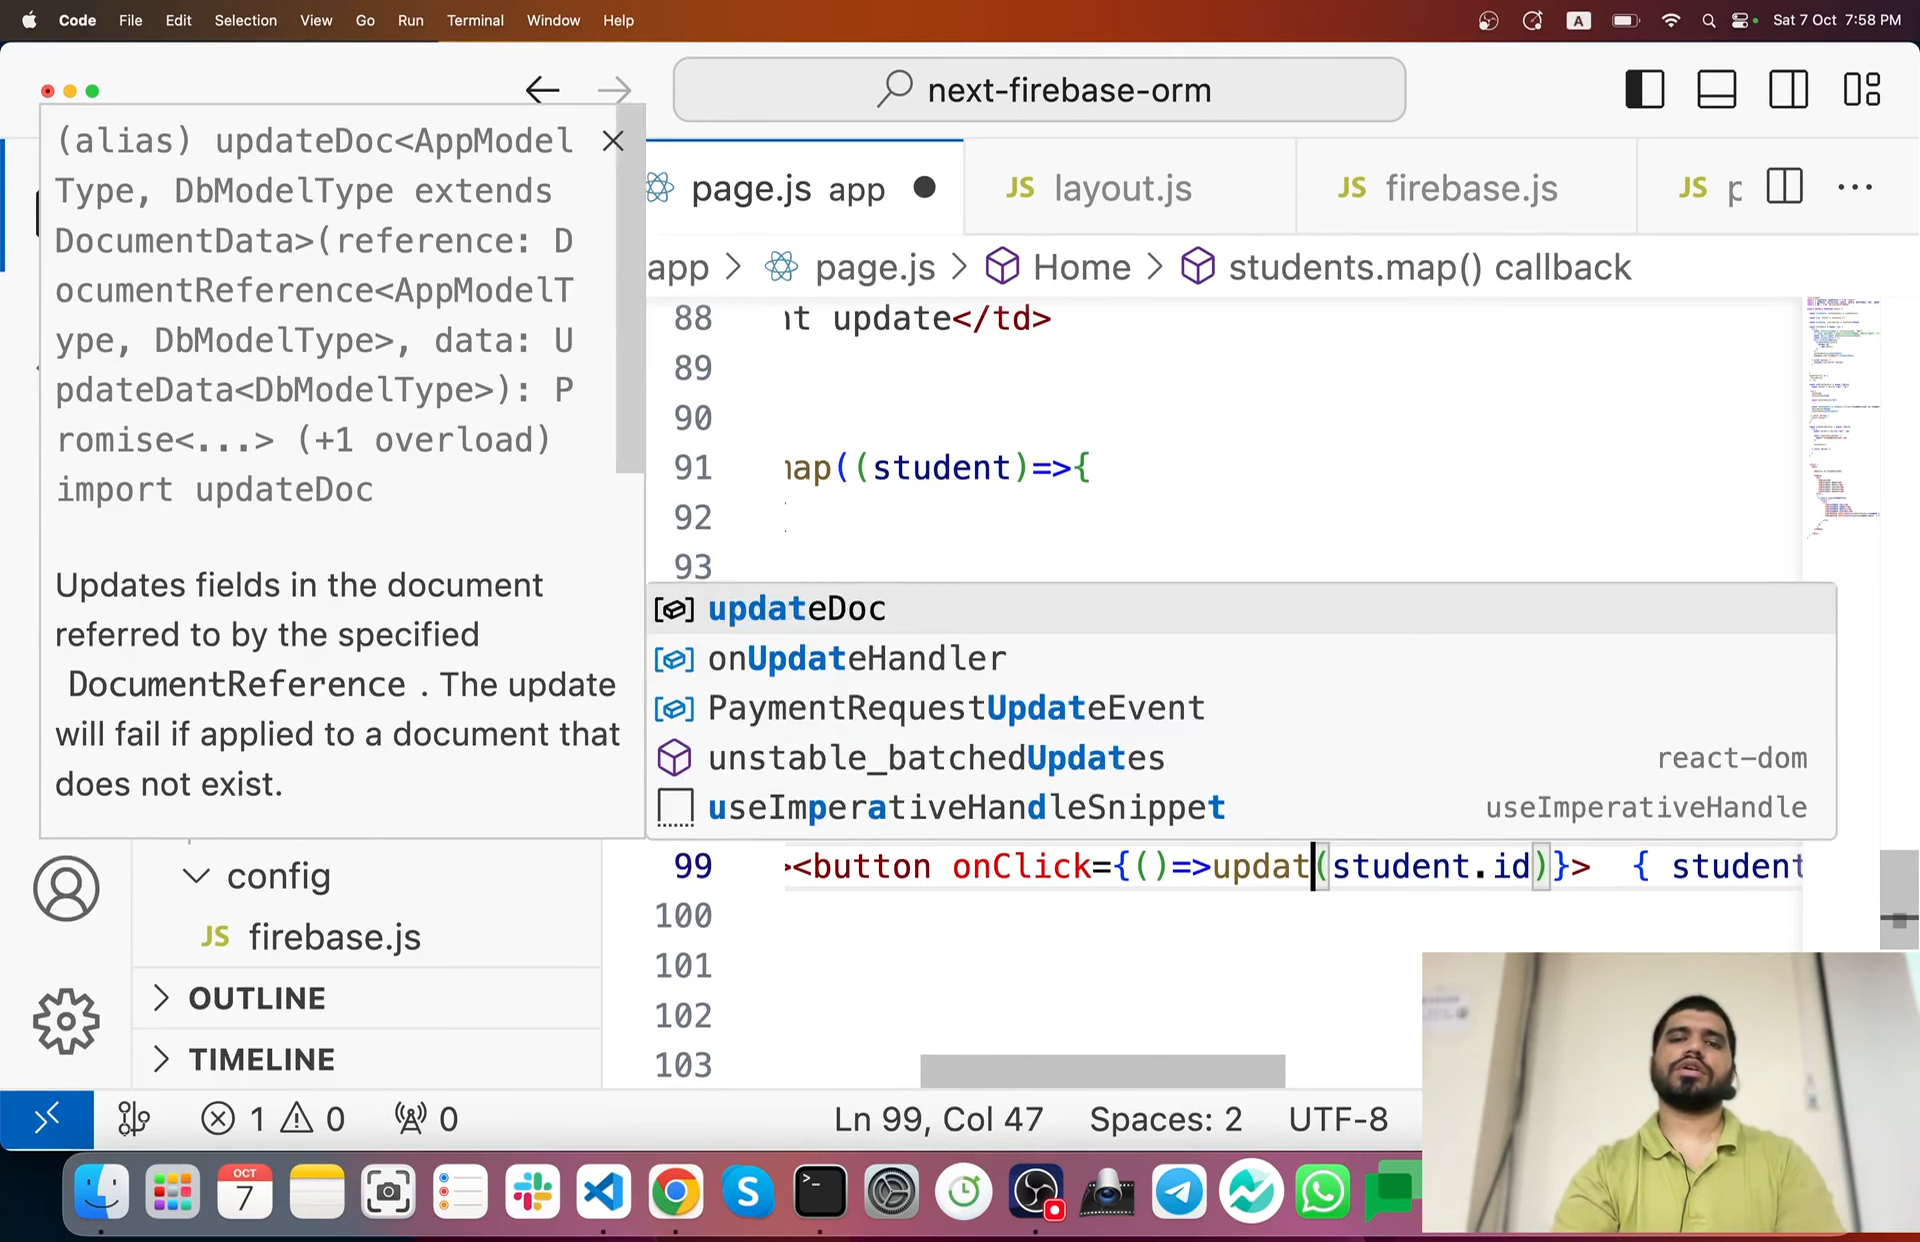 Code File Edit Selection View Go Run Terminal Window Help
A
Sat 7 Oct 7:58 PM
next-firebase-orm
(alias) updateDoc<AppModel
Type, DbModelType extends
DocumentData>(reference: D
ocumentReference<AppModelT
ype, DbModelType>, data: U
pdateData<DbModelType>): P
romise<...> (+1 overload)
import updateDoc
Updates fields in the document
referred to by the specified
DocumentReference . The update
will fail if applied to a document that
does not exist.
page.js app
JS layout.js
JS firebase.js
JS p
app > page.js > Home > students.map() callback
88 nt update</td>
89
90
91 map((student)=>{
92
93
updateDoc
onUpdateHandler
PaymentRequestUpdateEvent
unstable_batchedUpdates react-dom
useImperativeHandleSnippet useImperativeHandle
99 ><button onClick={()=>updat(student.id)}> { student
100
101
102
103
config
JS firebase.js
OUTLINE
TIMELINE
1 0 0
Ln 99, Col 47 Spaces: 2 UTF-8
OCT
7
S
>_